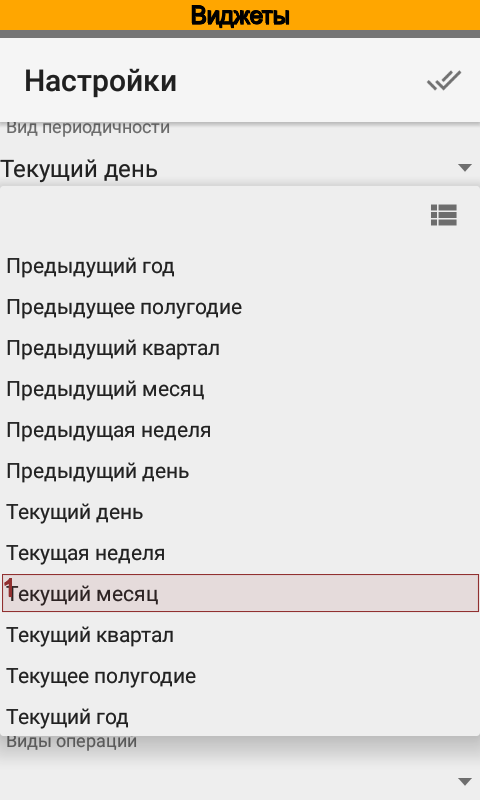 Виджеты
Настройки
Вид периодичности
Текущий день
Предыдущий год
Предыдущее полугодие
Предыдущий квартал
Предыдущий месяц
Предыдущая неделя
Предыдущий день
Текущий день
Текущая неделя
1
Текущий месяц
Текущий квартал
Текущее полугодие
Текущий год
Виды операции